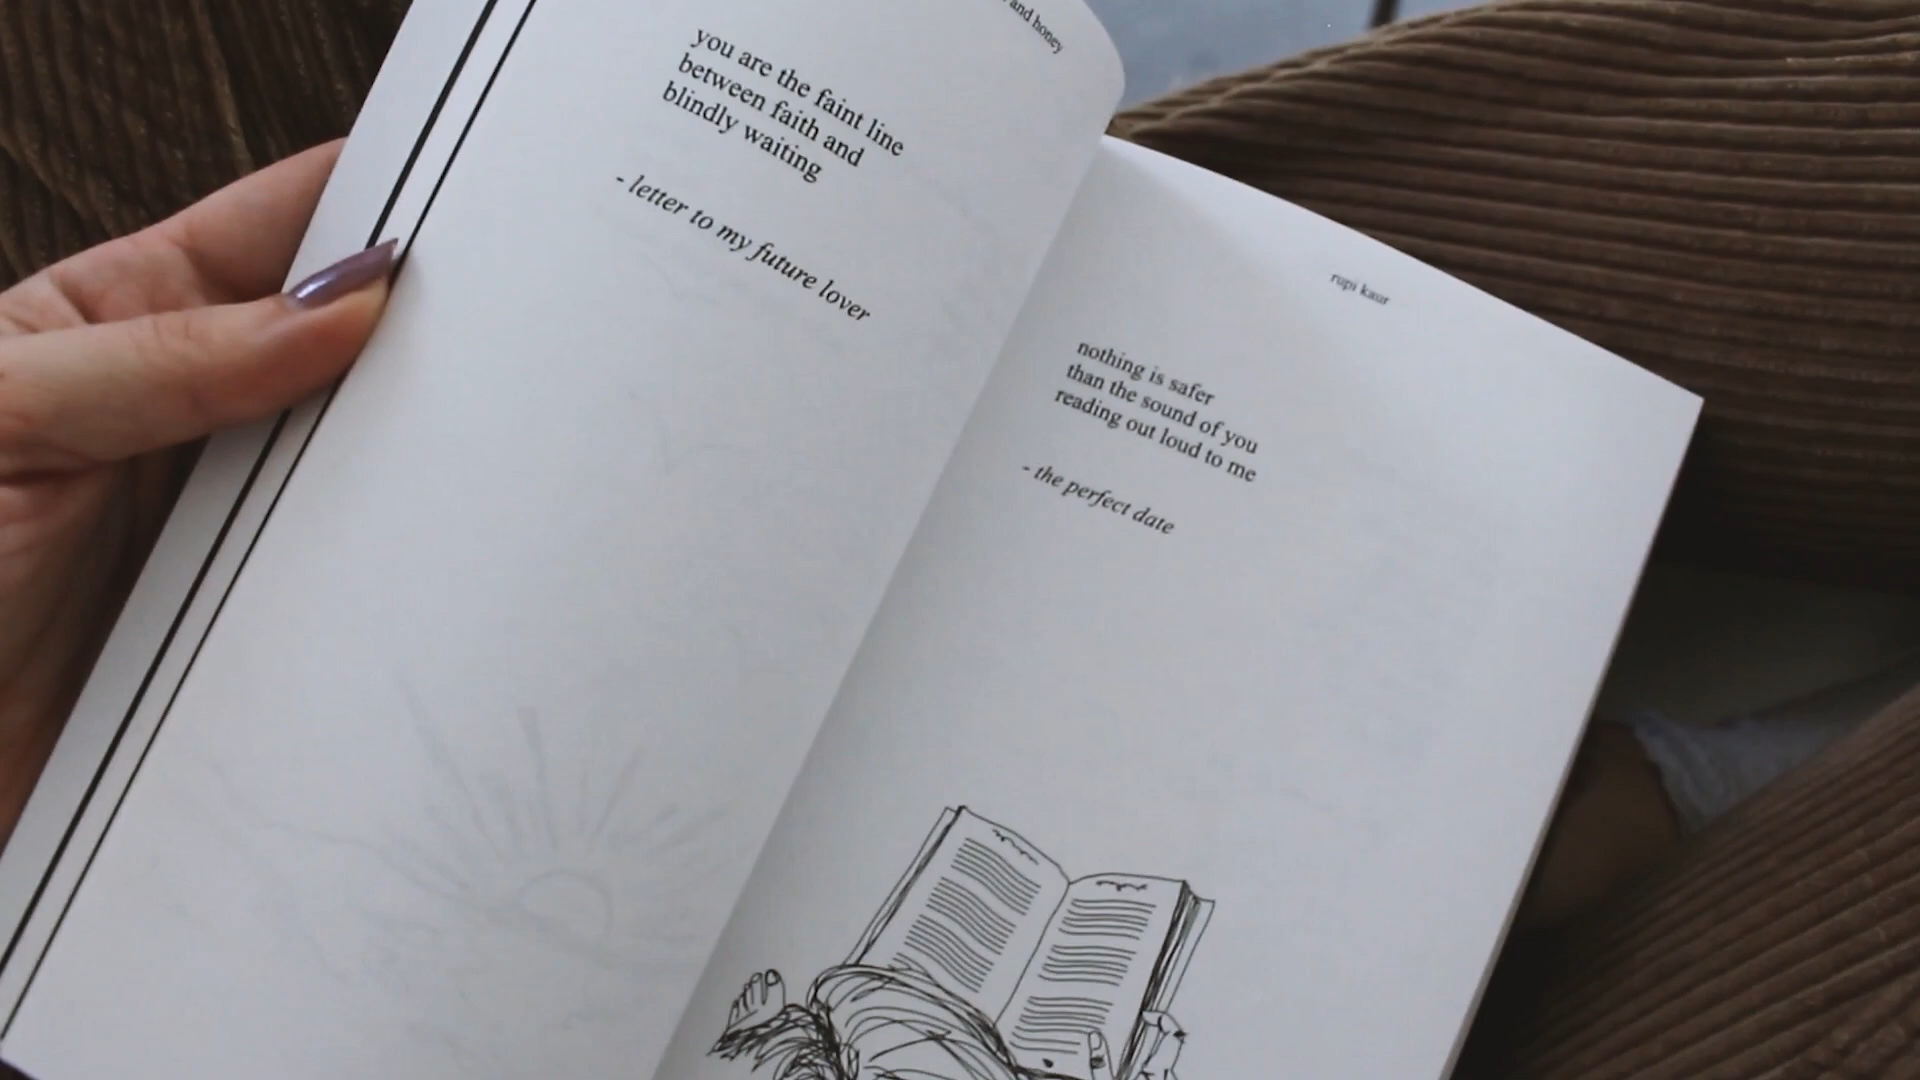 and honey
you are the faint line
between faith and
blindly waiting
- letter to my future lover
rupi kaur
nothing is safer
than the sound of you
reading out loud to me
- the perfect date